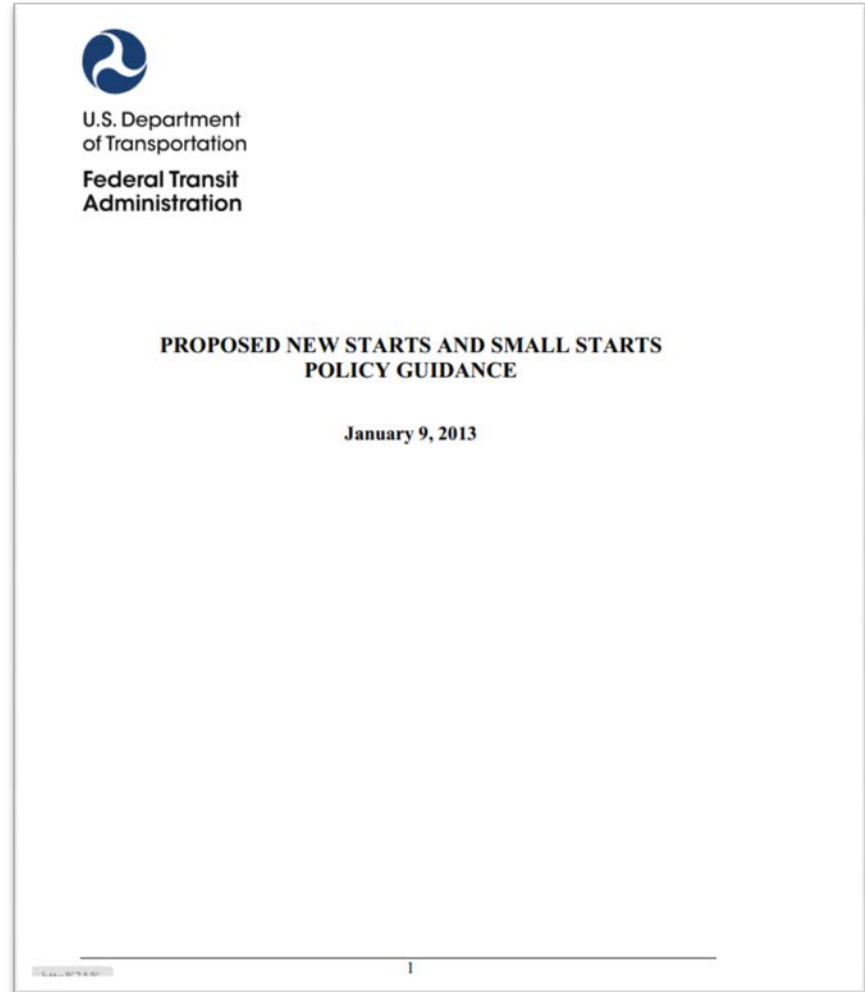 U.S. Department
of Transportation
Federal Transit
Administration
PROPOSED NEW STARTS AND SMALL STARTS
POLICY GUIDANCE
January 9, 2013
1